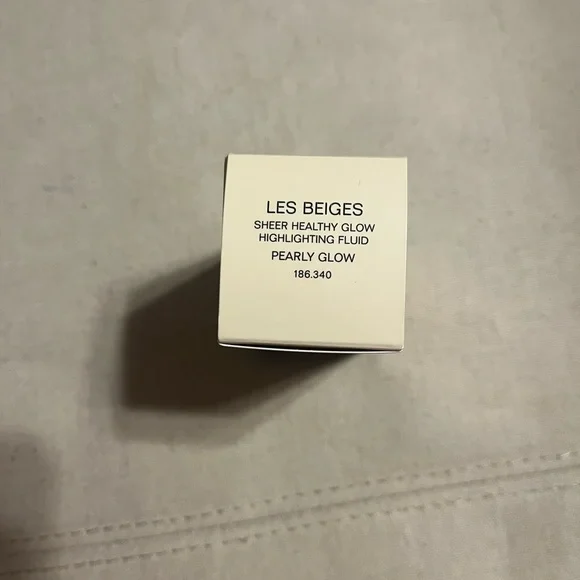 LES BEIGES
SHEER HEALTHY GLOW
HIGHLIGHTING FLUID
PEARLY GLOW
186.340